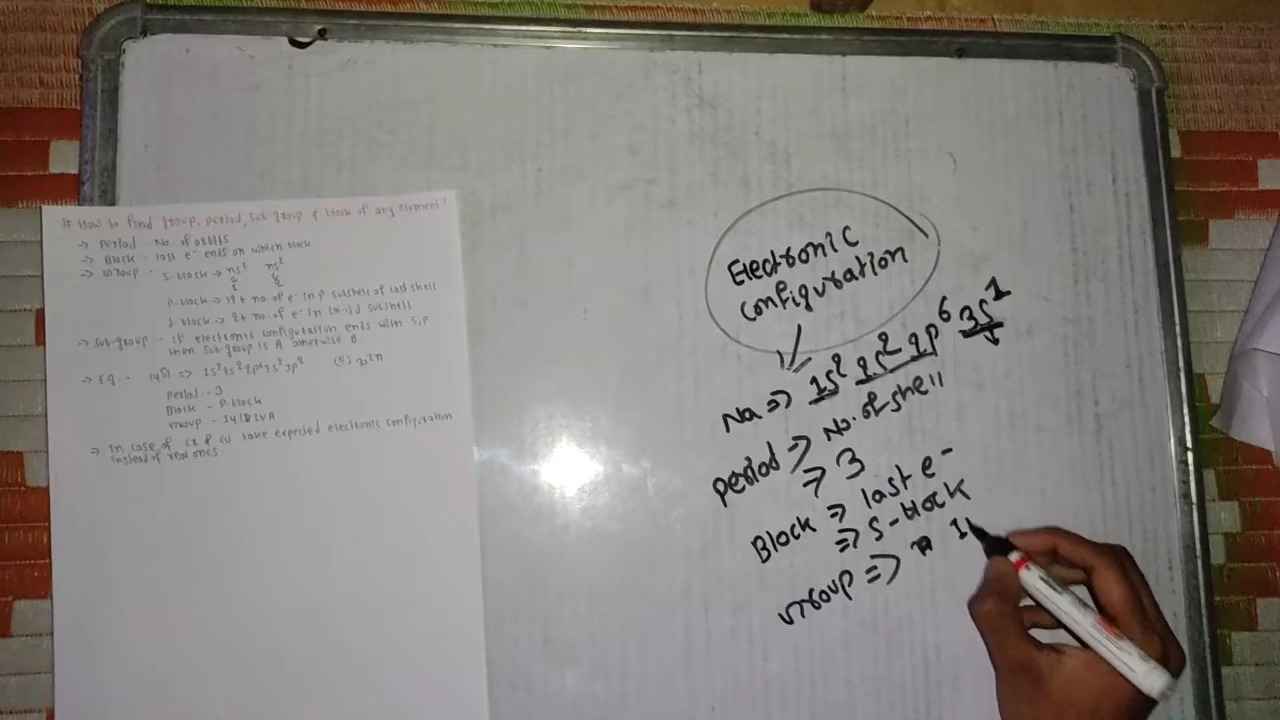 # How to find group, period, sub group & block of any element?
→ Period - No. of orbits
→ Block - last e⁻ ends on which block
→ Group - S-block → ns¹ ns²
1 2
P-block → 12 + no. of e⁻ in p subshell of last shell
d block → 2 + no. of e⁻ in (n-1)d subshell
→ Sub-group - if electronic configuration ends with S,P
then sub-group is A otherwise B.
→ Eg - 14Si → 1s² 2s² 2p⁶ 3s² 3p²
Period - 3
Block - P-block
Group - 14/IVA
→ In case of Cr & Cu take expected electronic configuration
instead of real ones.
Electronic
configuration
Na ⇒ 1s² 2s² 2p⁶ 3s¹
Period ⇒ No. of shell
⇒ 3
Block ⇒ last e⁻
⇒ S-block
Group ⇒